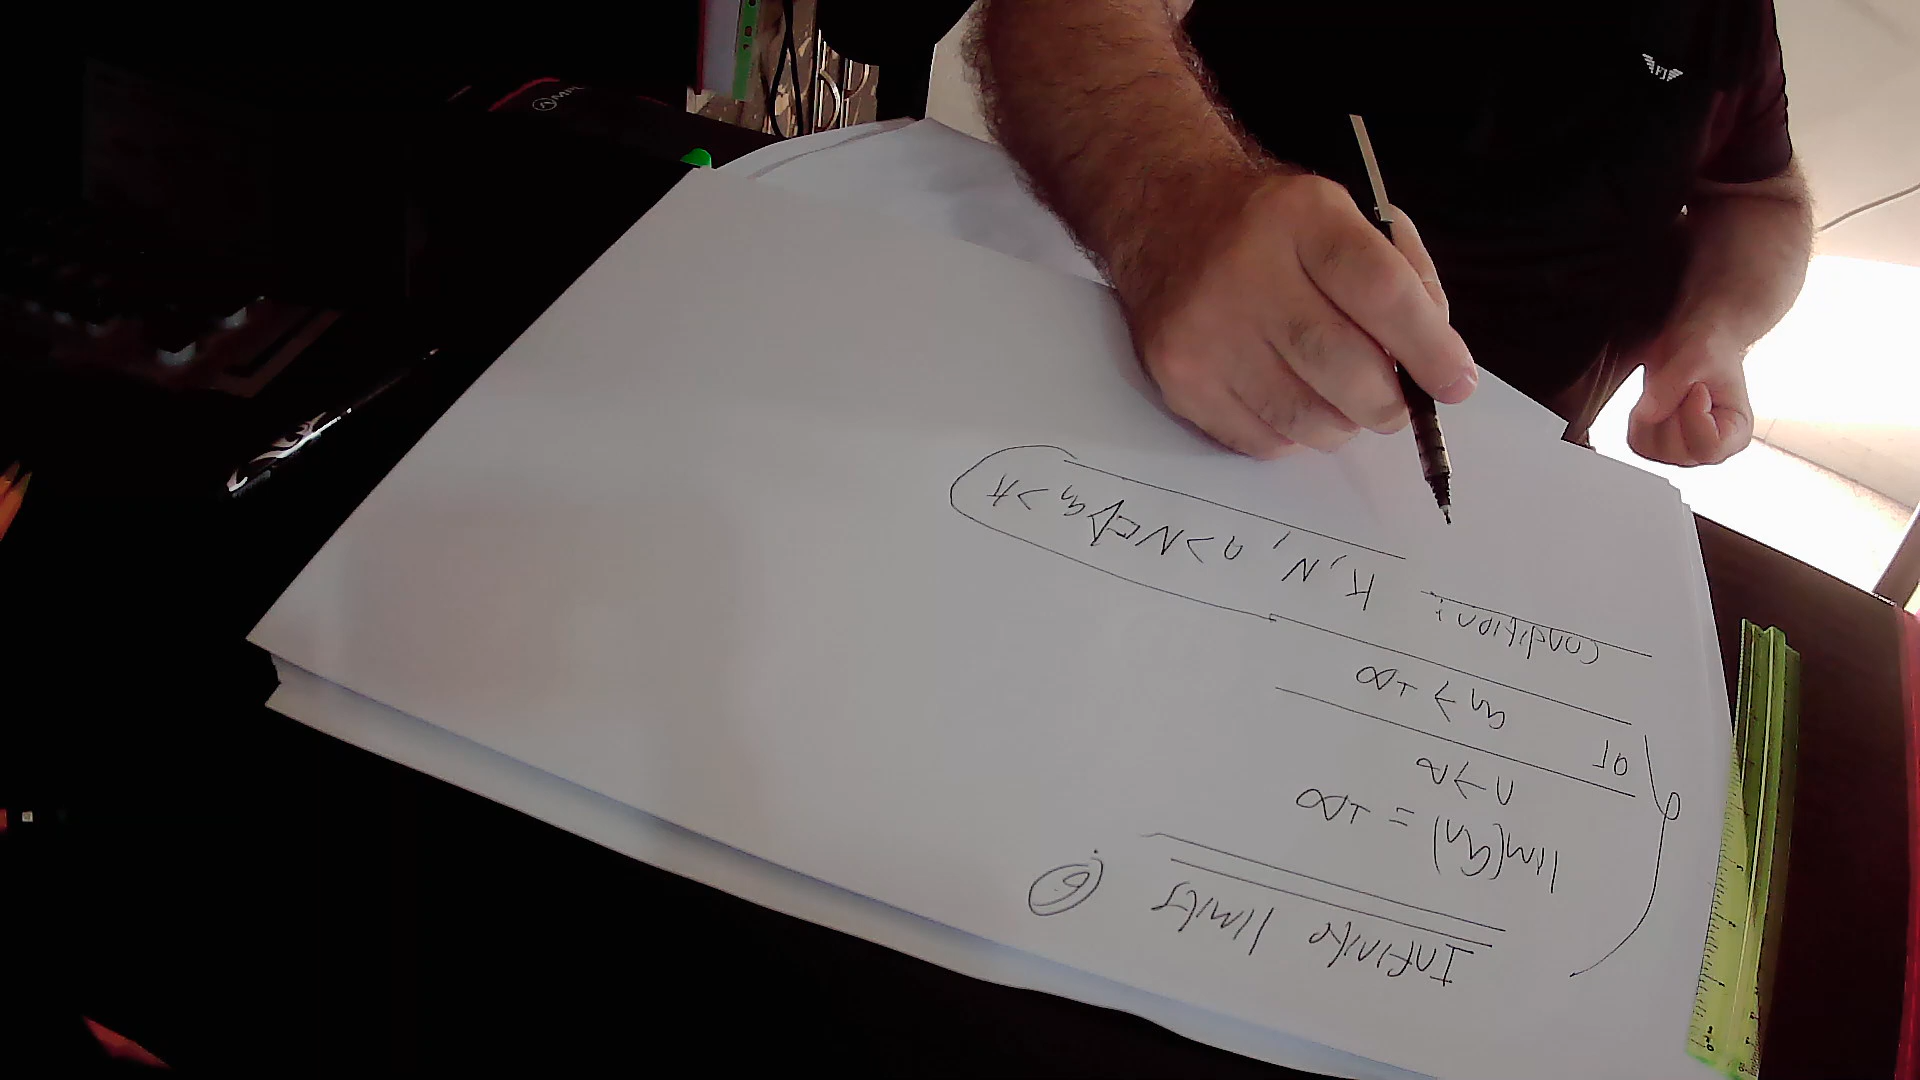 Infinite limits ⑥
lim(an) = +∞
n→∞
or
an → +∞
condition:
K, N, n > N ⇒ an > K